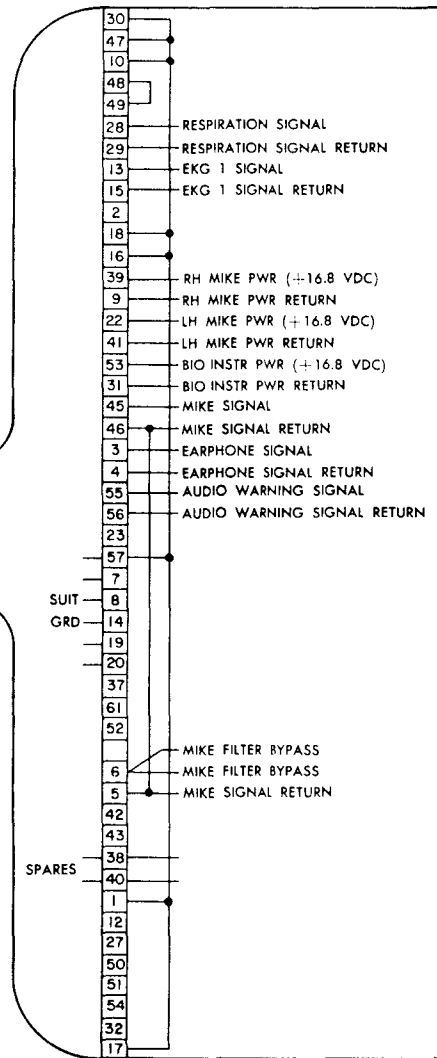 30
47
10
48
49
28 RESPIRATION SIGNAL
29 RESPIRATION SIGNAL RETURN
13 EKG 1 SIGNAL
15 EKG 1 SIGNAL RETURN
2
18
16
39 RH MIKE PWR (+16.8 VDC)
9 RH MIKE PWR RETURN
22 LH MIKE PWR (+16.8 VDC)
41 LH MIKE PWR RETURN
53 BIO INSTR PWR (+16.8 VDC)
31 BIO INSTR PWR RETURN
45 MIKE SIGNAL
46 MIKE SIGNAL RETURN
3 EARPHONE SIGNAL
4 EARPHONE SIGNAL RETURN
55 AUDIO WARNING SIGNAL
56 AUDIO WARNING SIGNAL RETURN
23
57
7
SUIT 8
GRD 14
19
20
37
61
52
MIKE FILTER BYPASS
6 MIKE FILTER BYPASS
5 MIKE SIGNAL RETURN
42
43
38
SPARES
40
1
12
27
50
51
54
32
17